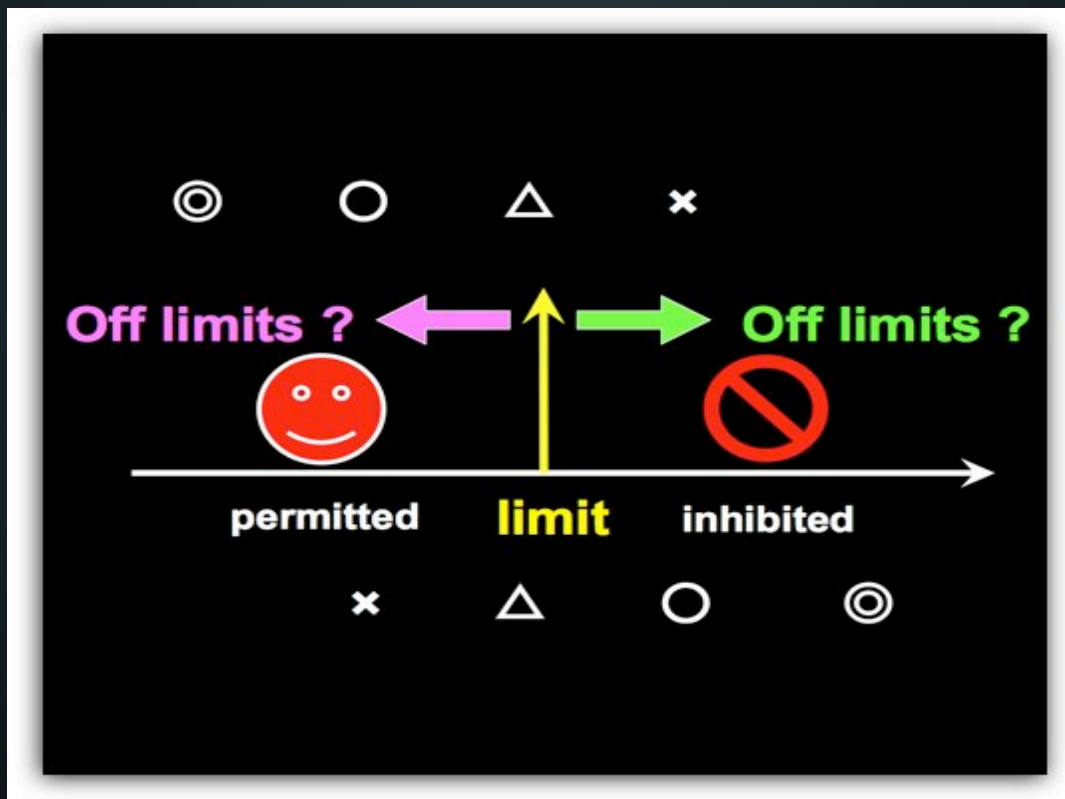 ◎ ○ △ ×
Off limits ? Off limits ?
permitted limit inhibited
× △ ○ ◎